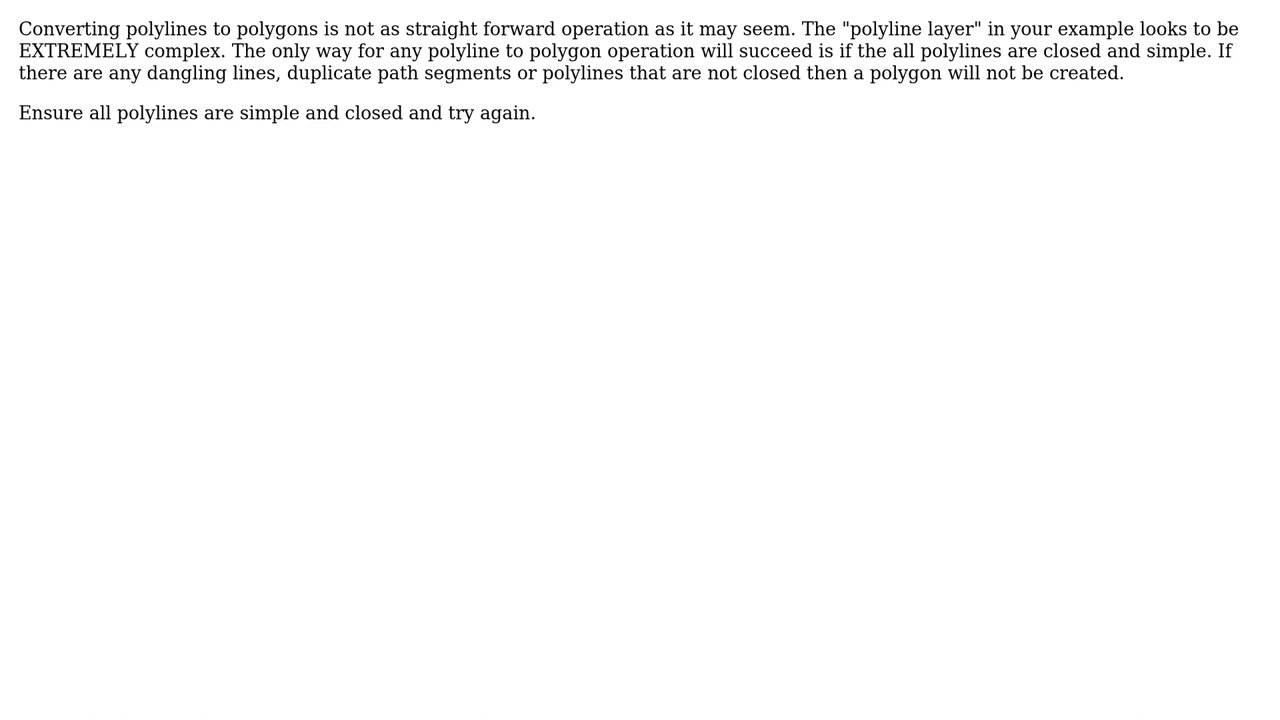 Converting polylines to polygons is not as straight forward operation as it may seem. The "polyline layer" in your example looks to be
EXTREMELY complex. The only way for any polyline to polygon operation will succeed is if the all polylines are closed and simple. If
there are any dangling lines, duplicate path segments or polylines that are not closed then a polygon will not be created.
Ensure all polylines are simple and closed and try again.